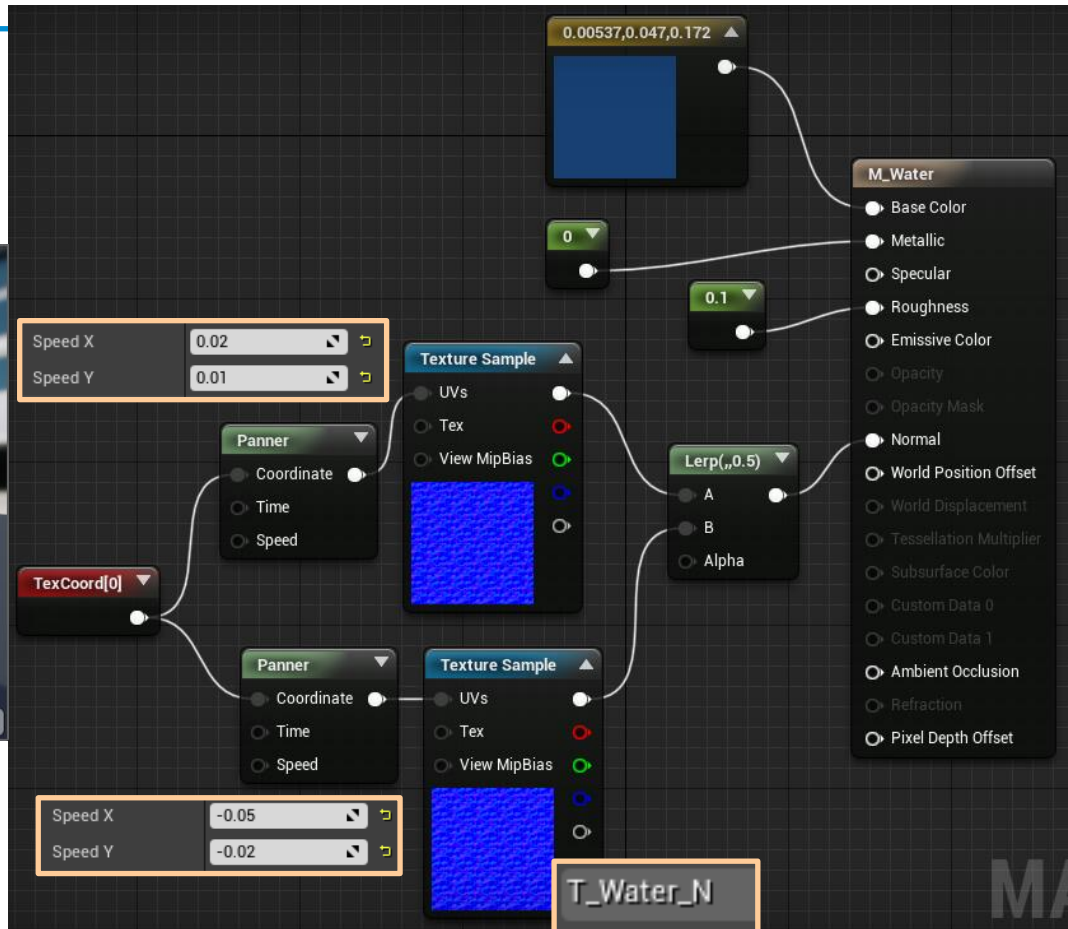 0.00537,0.047,0.172
M_Water
Base Color
Metallic
Specular
Roughness
Emissive Color
Opacity
Opacity Mask
Normal
World Position Offset
World Displacement
Tessellation Multiplier
Subsurface Color
Custom Data 0
Custom Data 1
Ambient Occlusion
Refraction
Pixel Depth Offset
0
0.1
Speed X 0.02
Speed Y 0.01
Texture Sample
UVs
Tex
View MipBias
Panner
Coordinate
Time
Speed
Lerp(,,0.5)
A
B
Alpha
TexCoord[0]
Panner
Coordinate
Time
Speed
Texture Sample
UVs
Tex
View MipBias
Speed X -0.05
Speed Y -0.02
T_Water_N
MA